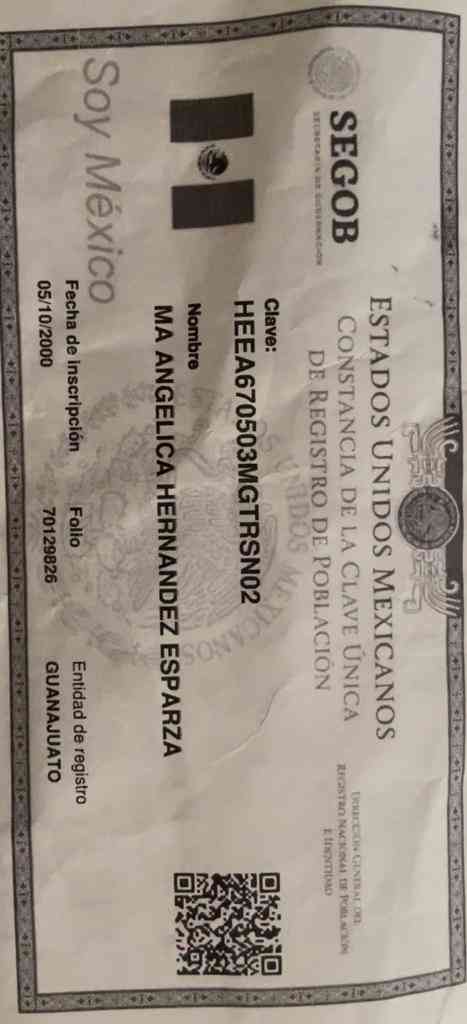 ESTADOS UNIDOS MEXICANOS
CONSTANCIA DE LA CLAVE ÚNICA
DE REGISTRO DE POBLACIÓN
SEGOB
SECRETARÍA DE GOBERNACIÓN
DIRECCIÓN GENERAL DEL
REGISTRO NACIONAL DE POBLACIÓN
E IDENTIDAD
Clave:
HEEA670503MGTRSN02
Nombre
MA ANGELICA HERNANDEZ ESPARZA
Soy México
Fecha de inscripción Folio Entidad de registro
05/10/2000 70129826 GUANAJUATO
UNIDOS MEXICANOS